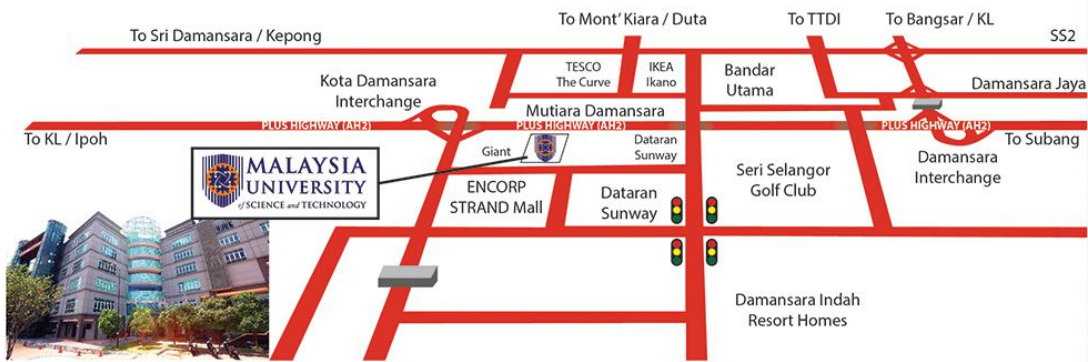 To Mont' Kiara / Duta
To TTDI
To Bangsar / KL
To Sri Damansara / Kepong
SS2
TESCO
The Curve
IKEA
Ikano
Bandar
Utama
Kota Damansara
Interchange
Damansara Jaya
Mutiara Damansara
PLUS HIGHWAY (AH2)
PLUS HIGHWAY (AH2)
PLUS HIGHWAY (AH2)
To KL / Ipoh
To Subang
Giant
Dataran
Sunway
Damansara
Interchange
MALAYSIA
UNIVERSITY
of SCIENCE and TECHNOLOGY
Seri Selangor
Golf Club
ENCORP
STRAND Mall
Dataran
Sunway
Damansara Indah
Resort Homes